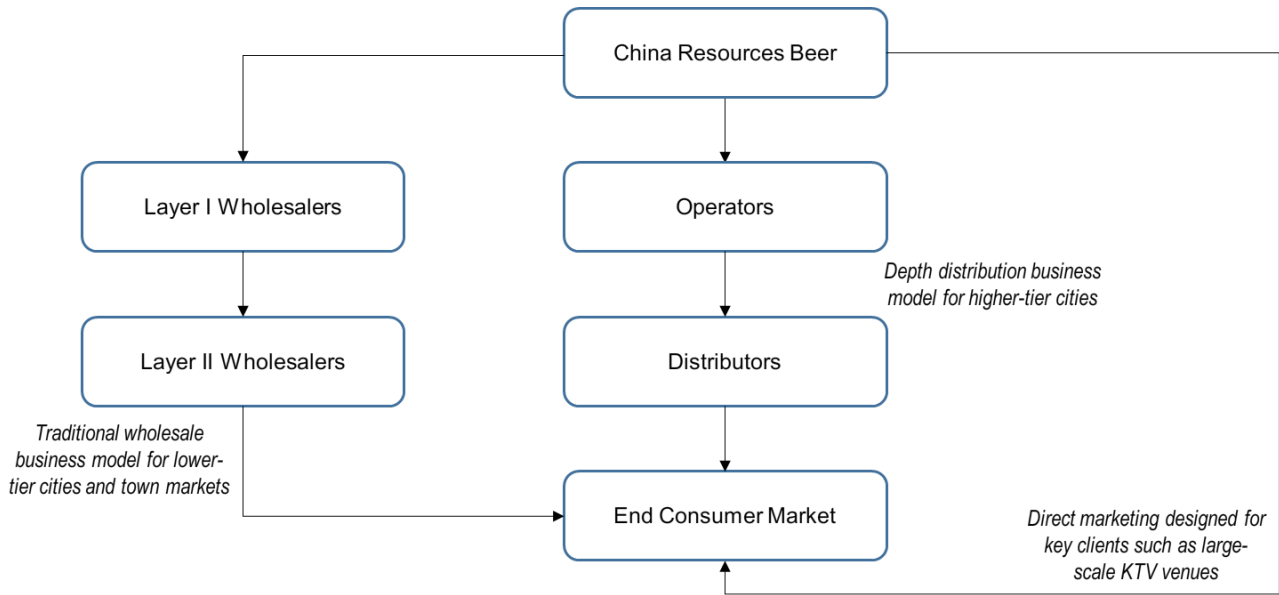 China Resources Beer
Layer I Wholesalers
Operators
Depth distribution business
model for higher-tier cities
Layer II Wholesalers
Distributors
Traditional wholesale
business model for lower-
tier cities and town markets
End Consumer Market
Direct marketing designed for
key clients such as large-
scale KTV venues